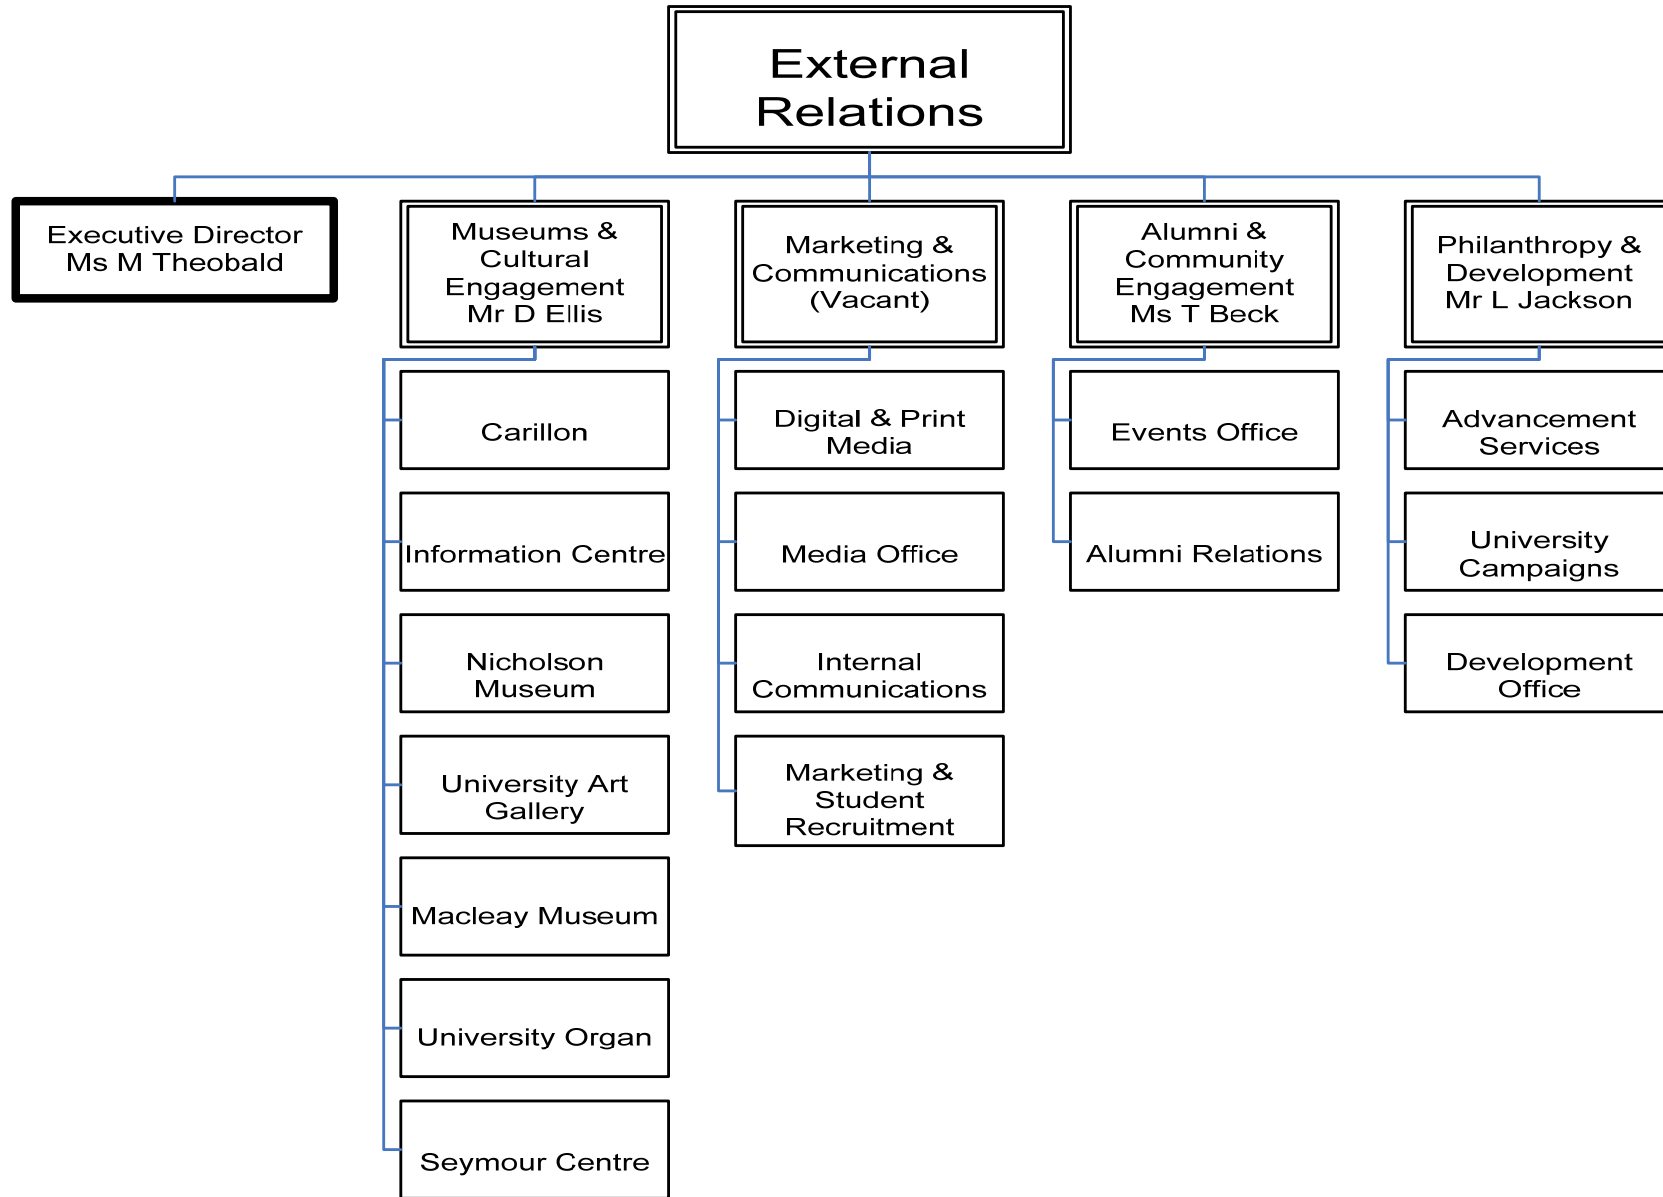 External
Relations
Executive Director
Ms M Theobald
Museums &
Cultural
Engagement
Mr D Ellis
Marketing &
Communications
(Vacant)
Alumni &
Community
Engagement
Ms T Beck
Philanthropy &
Development
Mr L Jackson
Carillon
Information Centre
Nicholson
Museum
University Art
Gallery
Macleay Museum
University Organ
Seymour Centre
Digital & Print
Media
Media Office
Internal
Communications
Marketing &
Student
Recruitment
Events Office
Alumni Relations
Advancement
Services
University
Campaigns
Development
Office